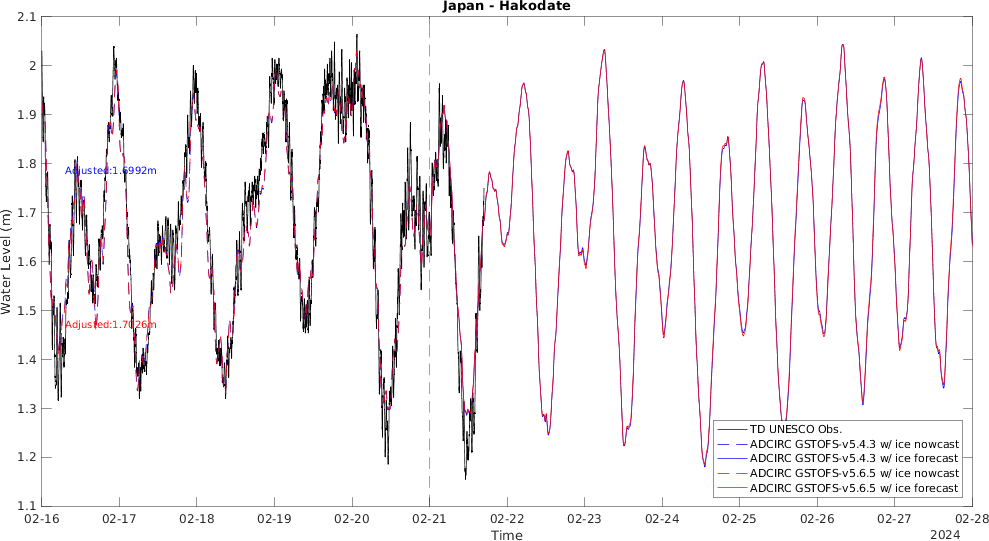 Japan - Hakodate
2.1
2
1.9
1.8
1.7
1.6
1.5
1.4
1.3
1.2
1.1
Water Level (m)
Adjusted:1.6992m
Adjusted:1.7026m
TD UNESCO Obs.
ADCIRC GSTOFS-v5.4.3 w/ ice nowcast
ADCIRC GSTOFS-v5.4.3 w/ ice forecast
ADCIRC GSTOFS-v5.6.5 w/ ice nowcast
ADCIRC GSTOFS-v5.6.5 w/ ice forecast
02-16 02-17 02-18 02-19 02-20 02-21 02-22 02-23 02-24 02-25 02-26 02-27 02-28
Time
2024